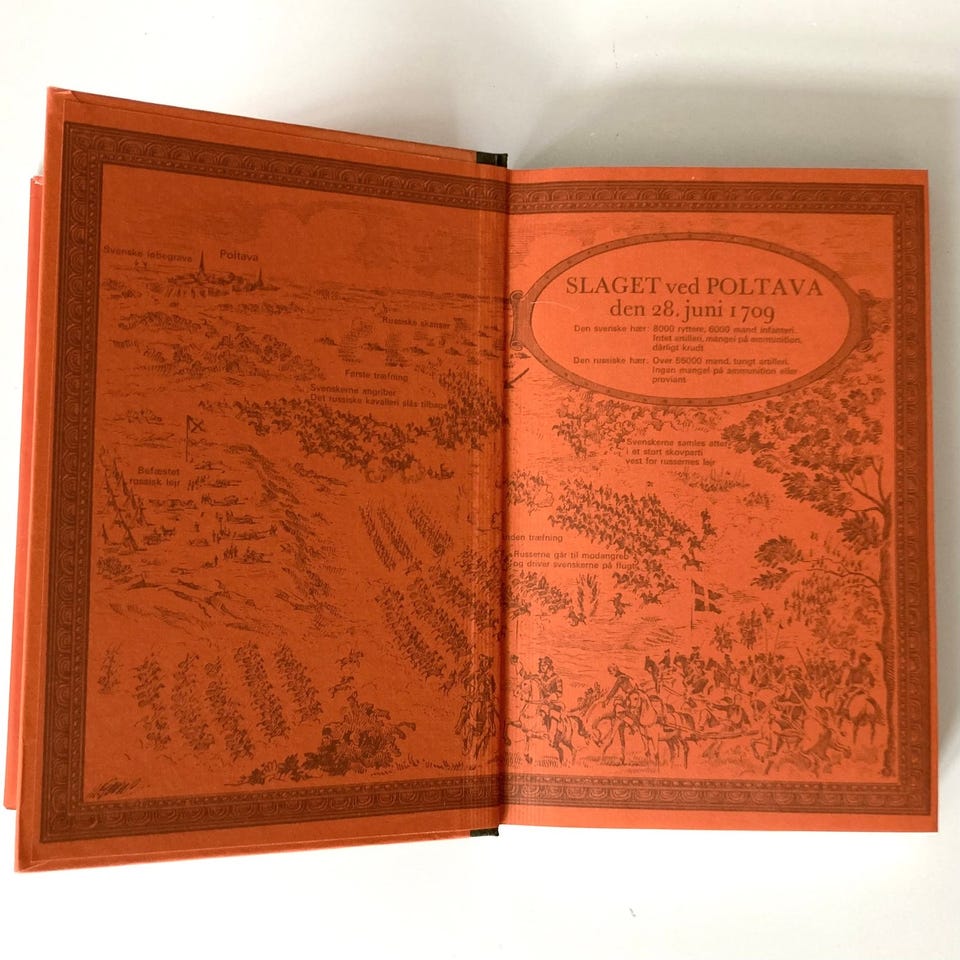 Svenske løbegrave
Poltava
Russiske skanser
Første træfning
Svenskerne angriber
Det russiske kavalleri slås tilbage
Befæstet
russisk lejr
SLAGET ved POLTAVA
den 28. juni 1709
Den svenske hær: 8000 ryttere, 6000 mand infanteri.
Intet artilleri, mangel på ammunition,
dårligt krudt
Den russiske hær: Over 55000 mand, tungt artilleri.
Ingen mangel på ammunition eller
proviant
Svenskerne samles atter
i et stort skovparti
vest for russernes lejr
nden træfning
Russerne går til modangreb
og driver svenskerne på flugt